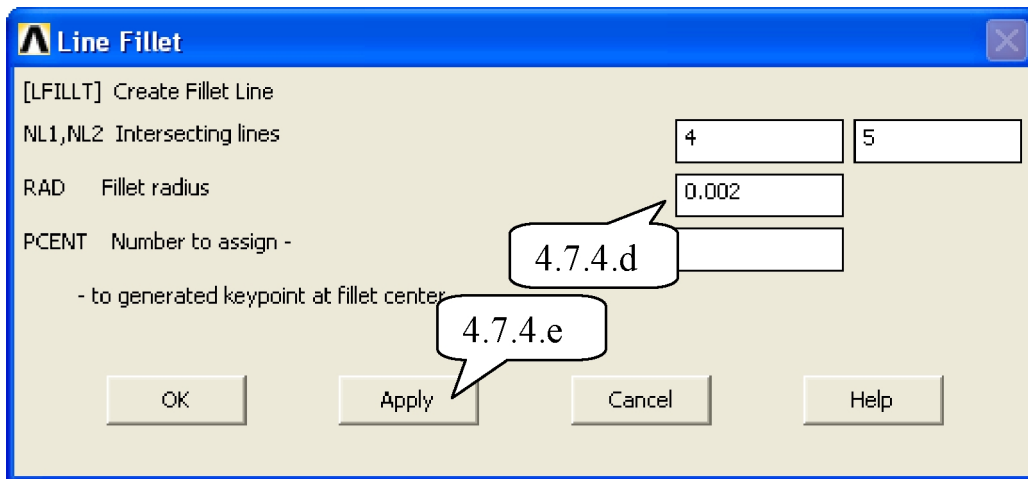 Line Fillet
[LFILLT] Create Fillet Line
NL1,NL2 Intersecting lines 4 5
RAD Fillet radius 0.002
PCENT Number to assign -
4.7.4.d
- to generated keypoint at fillet center
4.7.4.e
OK Apply Cancel Help